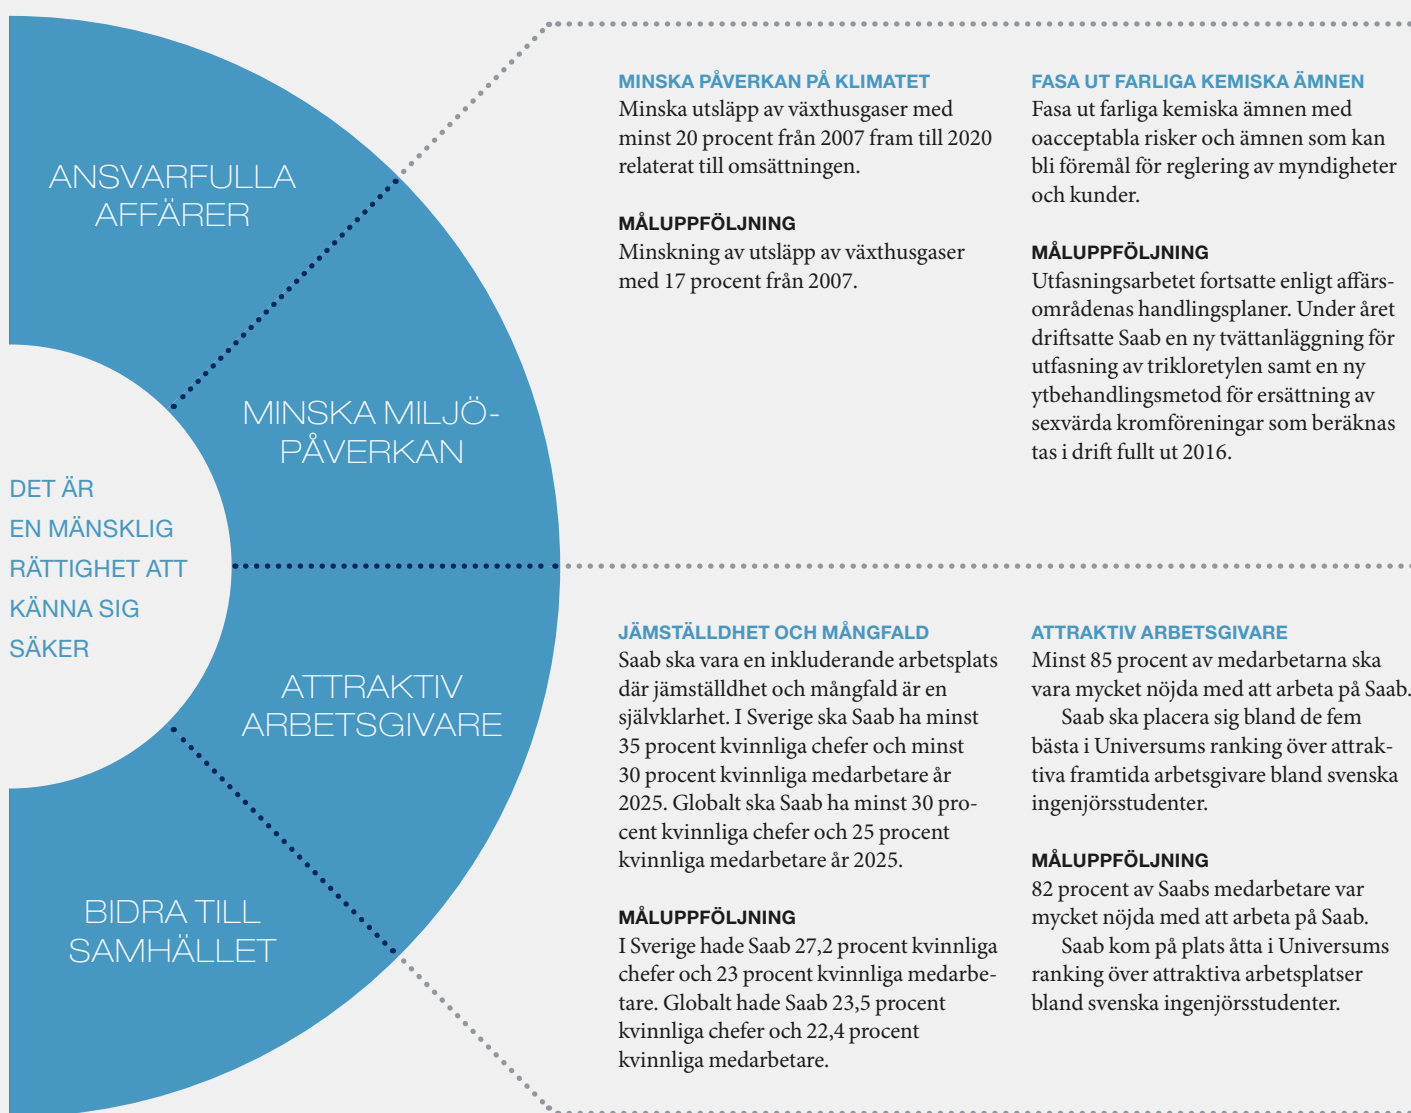 ANSVARFULLA
AFFÄRER
MINSKA MILJÖ-
PÅVERKAN
DET ÄR
EN MÄNSKLIG
RÄTTIGHET ATT
KÄNNA SIG
SÄKER
ATTRAKTIV
ARBETSGIVARE
BIDRA TILL
SAMHÄLLET
MINSKA PÅVERKAN PÅ KLIMATET
Minska utsläpp av växthusgaser med
minst 20 procent från 2007 fram till 2020
relaterat till omsättningen.
MÅLUPPFÖLJNING
Minskning av utsläpp av växthusgaser
med 17 procent från 2007.
FASA UT FARLIGA KEMISKA ÄMNEN
Fasa ut farliga kemiska ämnen med
oacceptabla risker och ämnen som kan
bli föremål för reglering av myndigheter
och kunder.
MÅLUPPFÖLJNING
Utfasningsarbetet fortsatte enligt affärs-
områdenas handlingsplaner. Under året
driftsatte Saab en ny tvättanläggning för
utfasning av trikloretylen samt en ny
ytbehandlingsmetod för ersättning av
sexvärda kromföreningar som beräknas
tas i drift fullt ut 2016.
JÄMSTÄLLDHET OCH MÅNGFALD
Saab ska vara en inkluderande arbetsplats
där jämställdhet och mångfald är en
självklarhet. I Sverige ska Saab ha minst
35 procent kvinnliga chefer och minst
30 procent kvinnliga medarbetare år
2025. Globalt ska Saab ha minst 30 pro-
cent kvinnliga chefer och 25 procent
kvinnliga medarbetare år 2025.
MÅLUPPFÖLJNING
I Sverige hade Saab 27,2 procent kvinnliga
chefer och 23 procent kvinnliga medarbe-
tare. Globalt hade Saab 23,5 procent
kvinnliga chefer och 22,4 procent
kvinnliga medarbetare.
ATTRAKTIV ARBETSGIVARE
Minst 85 procent av medarbetarna ska
vara mycket nöjda med att arbeta på Saab.
Saab ska placera sig bland de fem
bästa i Universums ranking över attrak-
tiva framtida arbetsgivare bland svenska
ingenjörsstudenter.
MÅLUPPFÖLJNING
82 procent av Saabs medarbetare var
mycket nöjda med att arbeta på Saab.
Saab kom på plats åtta i Universums
ranking över attraktiva arbetsplatser
bland svenska ingenjörsstudenter.